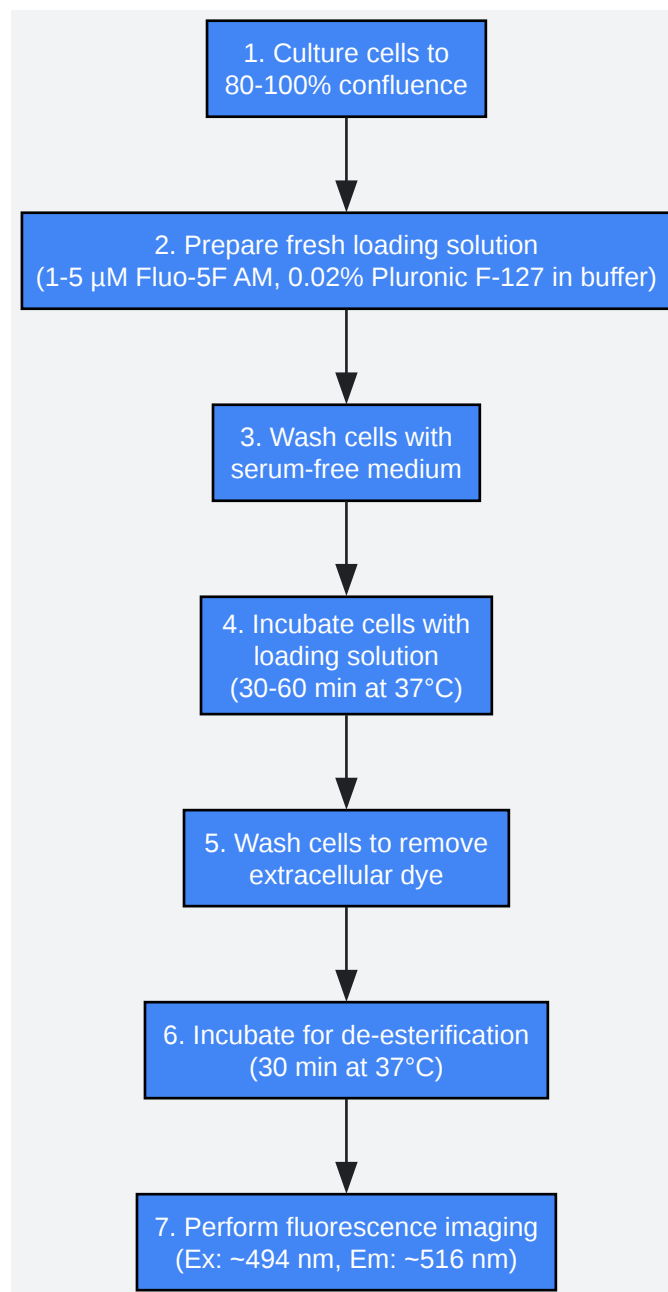 1. Culture cells to
80-100% confluence
2. Prepare fresh loading solution
(1-5 µM Fluo-5F AM, 0.02% Pluronic F-127 in buffer)
3. Wash cells with
serum-free medium
4. Incubate cells with
loading solution
(30-60 min at 37°C)
5. Wash cells to remove
extracellular dye
6. Incubate for de-esterification
(30 min at 37°C)
7. Perform fluorescence imaging
(Ex: ~494 nm, Em: ~516 nm)